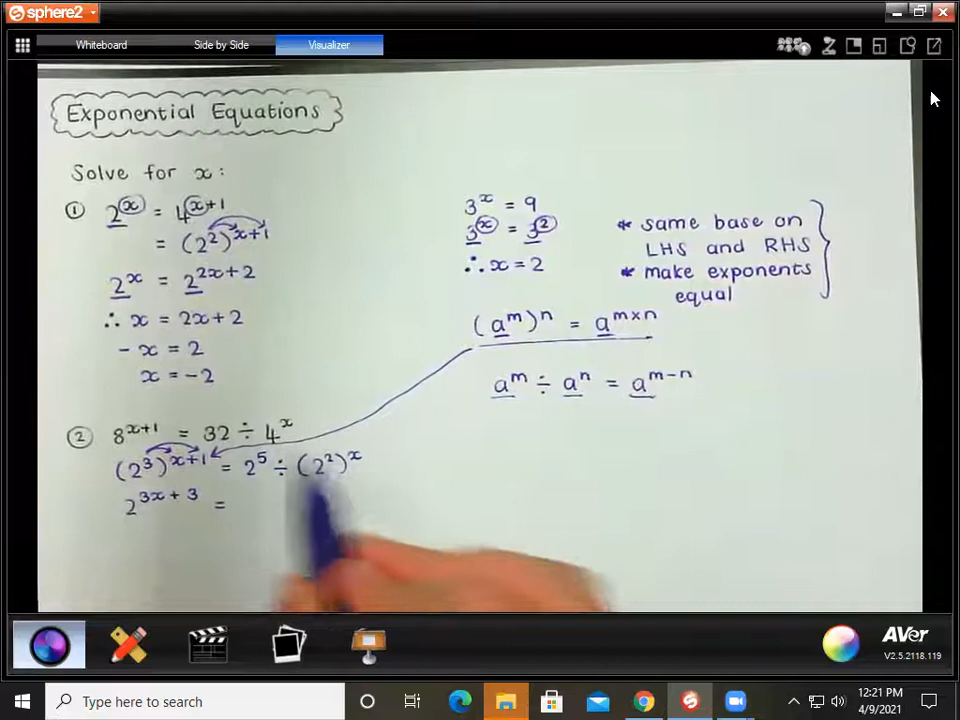 sphere2
Whiteboard
Side by Side
Visualizer
Exponential Equations
Solve for x:
① 2^x = 4^(x+1)
= (2²)^(x+1)
2^x = 2^(2x+2)
∴ x = 2x+2
-x = 2
x = -2
3^x = 9
3^x = 3^2
∴ x = 2
* same base on
LHS and RHS
* make exponents
equal
(a^m)^n = a^(m×n)
a^m ÷ a^n = a^(m-n)
② 8^(x+1) = 32 ÷ 4^x
(2³)^(x+1) = 2^5 ÷ (2²)^x
2^(3x+3) =
AVer
V2.5.2118.119
Type here to search
12:21 PM
4/9/2021